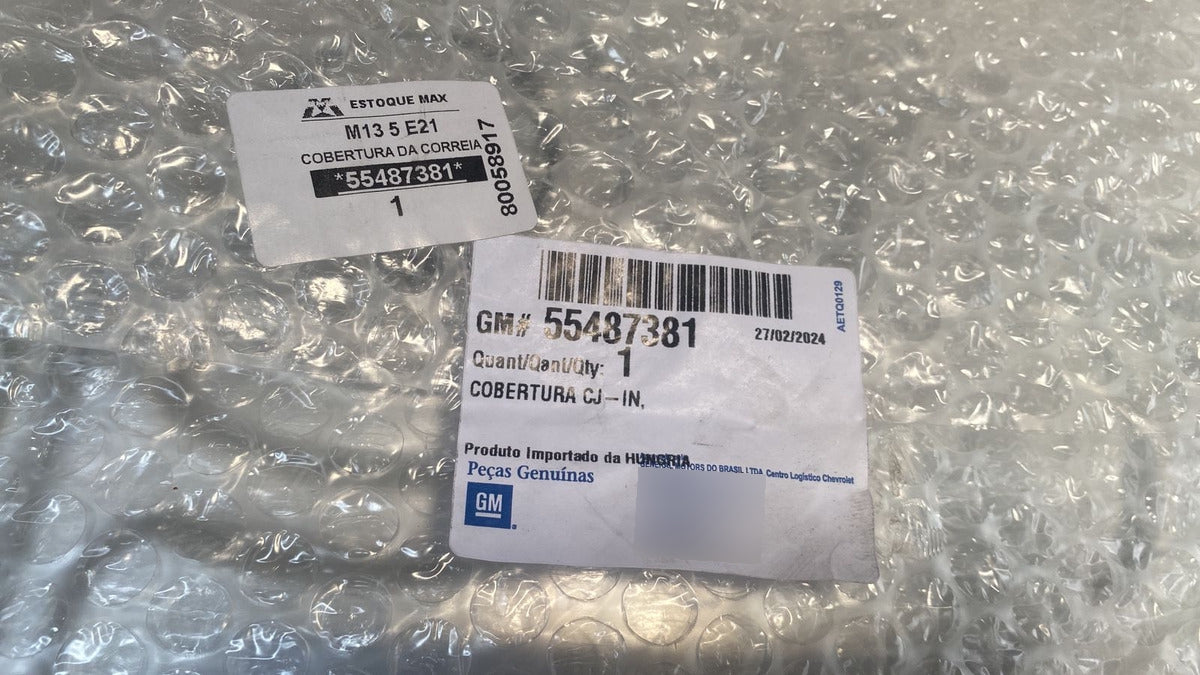 ESTOQUE MAX
M13 5 E21
COBERTURA DA CORREIA
*55487381*
1
80058917
GM# 55487381
27/02/2024
AETQ0129
Quant/Qant/Qty: 1
COBERTURA CJ-IN,
Produto Importado da HUNGRIA
GENERAL MOTORS DO BRASIL LTDA Centro Logístico Chevrolet
Peças Genuínas
GM